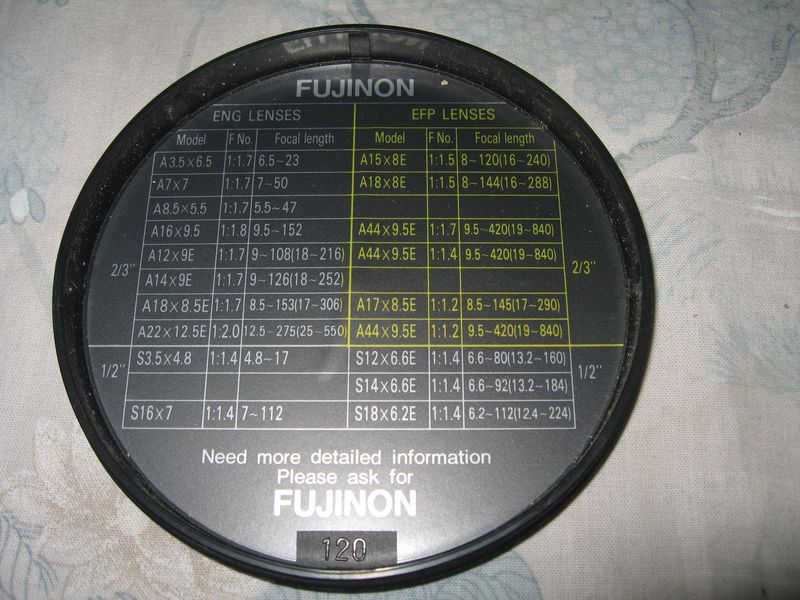 FUJINON
ENG LENSES EFP LENSES
Model F No. Focal length Model F No. Focal length
A3.5×6.5 1:1.7 6.5~23 A15×8E 1:1.5 8~120(16~240)
A7×7 1:1.7 7~50 A18×8E 1:1.5 8~144(16~288)
A8.5×5.5 1:1.7 5.5~47
A16×9.5 1:1.8 9.5~152 A44×9.5E 1:1.7 9.5~420(19~840)
A12×9E 1:1.7 9~108(18~216) A44×9.5E 1:1.4 9.5~420(19~840)
2/3" 2/3"
A14×9E 1:1.7 9~126(18~252)
A18×8.5E 1:1.7 8.5~153(17~306) A17×8.5E 1:1.2 8.5~145(17~290)
A22×12.5E 1:2.0 12.5~275(25~550) A44×9.5E 1:1.2 9.5~420(19~840)
S3.5×4.8 1:1.4 4.8~17 S12×6.6E 1:1.4 6.6~80(13.2~160)
1/2" 1/2"
S14×6.6E 1:1.4 6.6~92(13.2~184)
S16×7 1:1.4 7~112 S18×6.2E 1:1.4 6.2~112(12.4~224)
Need more detailed information
Please ask for
FUJINON
120